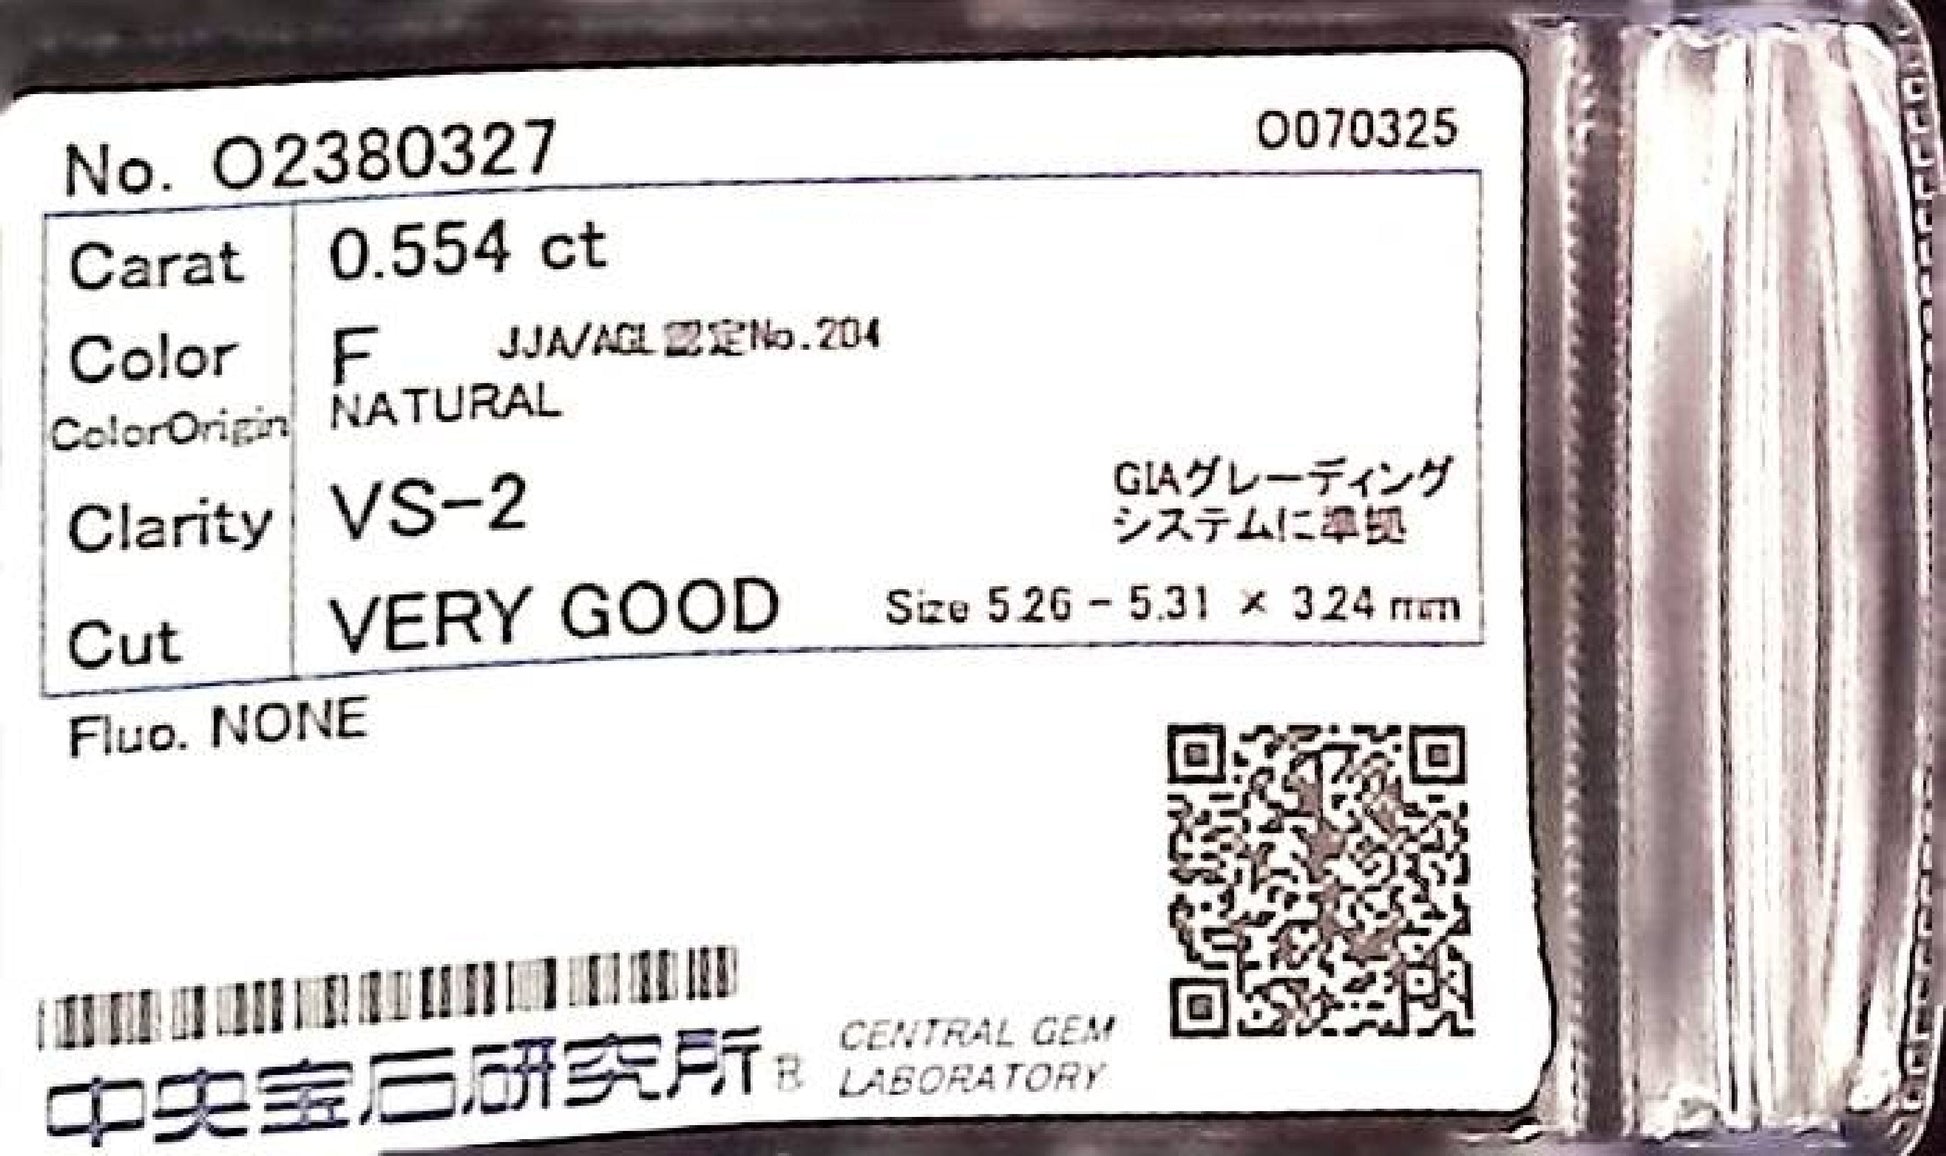 No. O2380327
O070325
Carat 0.554 ct
Color F JJA/AGL認定No.204
ColorOrigin NATURAL
Clarity VS-2
GIAグレーディング
システムに準拠
Cut VERY GOOD Size 5.26 - 5.31 × 3.24 mm
Fluo. NONE
中央宝石研究所 R
CENTRAL GEM
LABORATORY